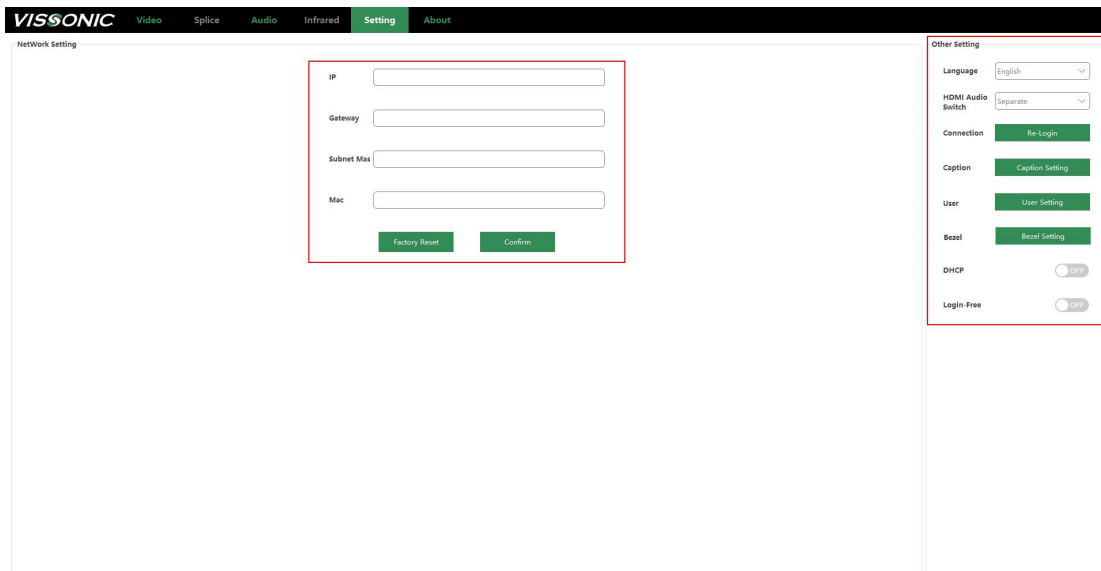 VISSONIC Video Splice Audio Infrared Setting About
NetWork Setting
IP
Gateway
Subnet Mas
Mac
Factory Reset Confirm
Other Setting
Language English
HDMI Audio
Switch Separate
Connection Re-Login
Caption Caption Setting
User User Setting
Bezel Bezel Setting
DHCP OFF
Login-Free OFF